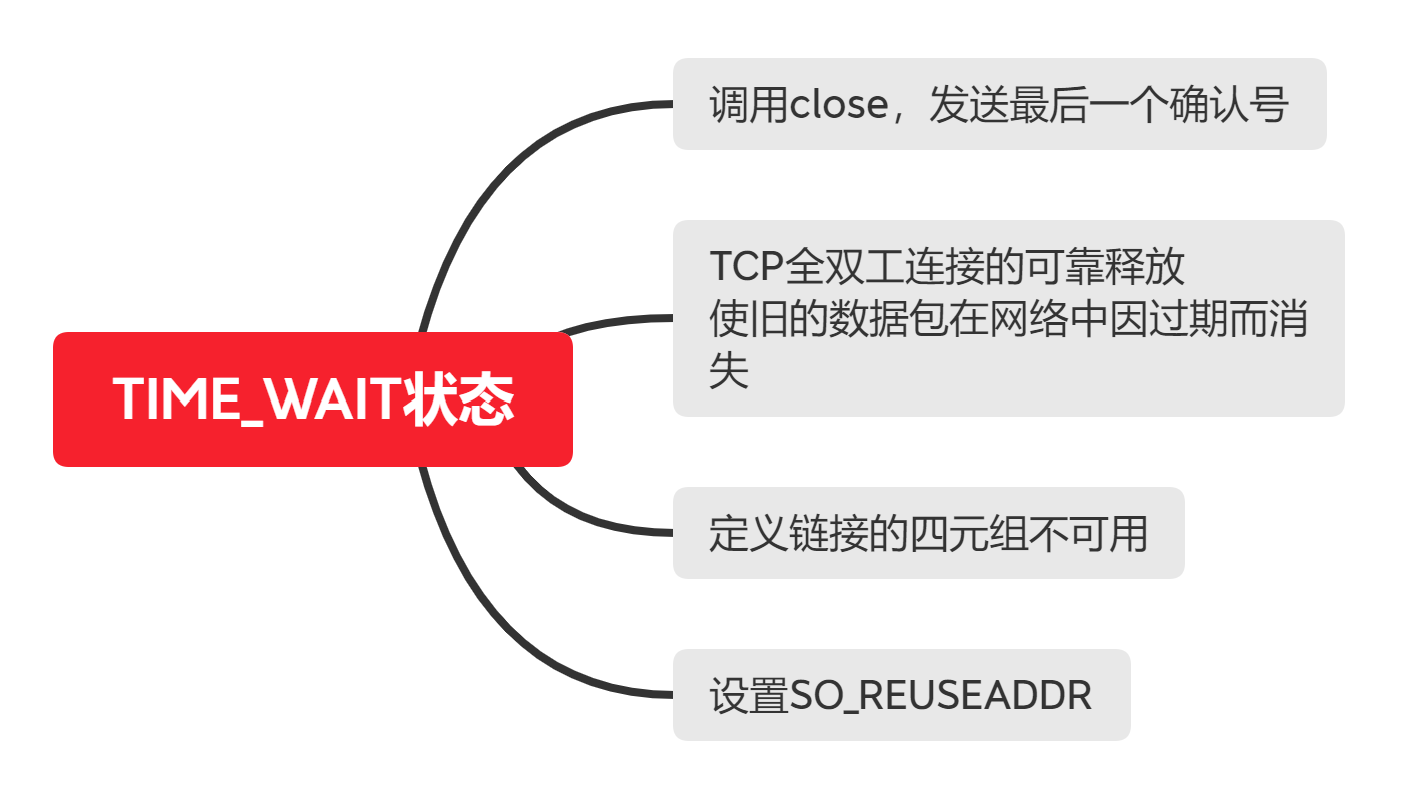 调用close，发送最后一个确认号
TCP全双工连接的可靠释放
使旧的数据包在网络中因过期而消
失
TIME_WAIT状态
定义链接的四元组不可用
设置SO_REUSEADDR